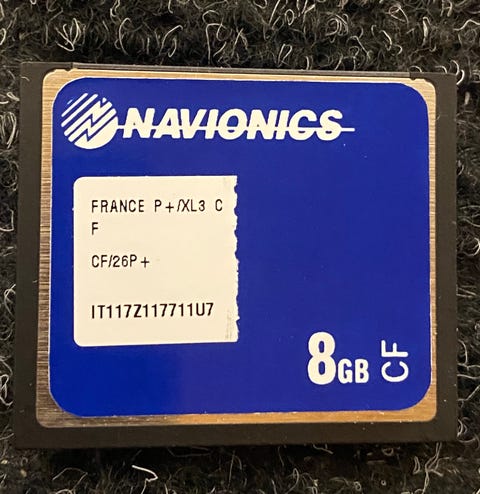 NAVIONICS
FRANCE P+/XL3 C
F
CF/26P+
IT117Z117711U7
8GB CF